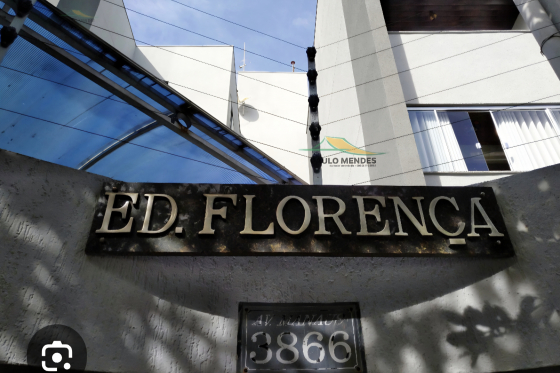 ULO MENDES
ED. FLORENÇA
3866